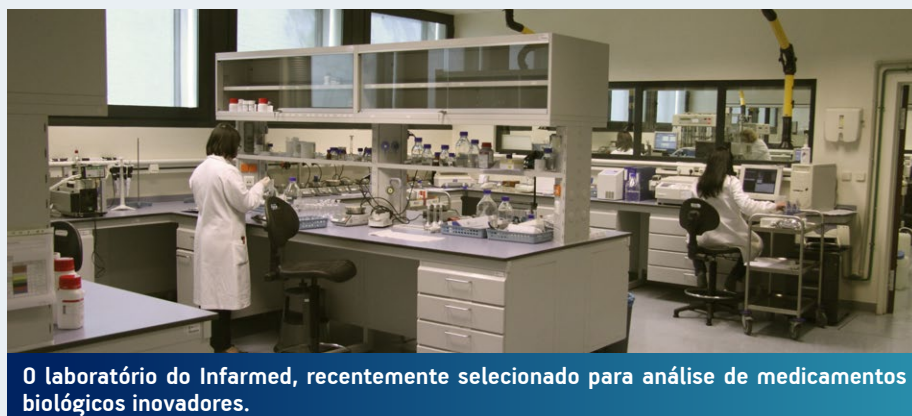 O laboratório do Infarmed, recentemente selecionado para análise de medicamentos
biológicos inovadores.